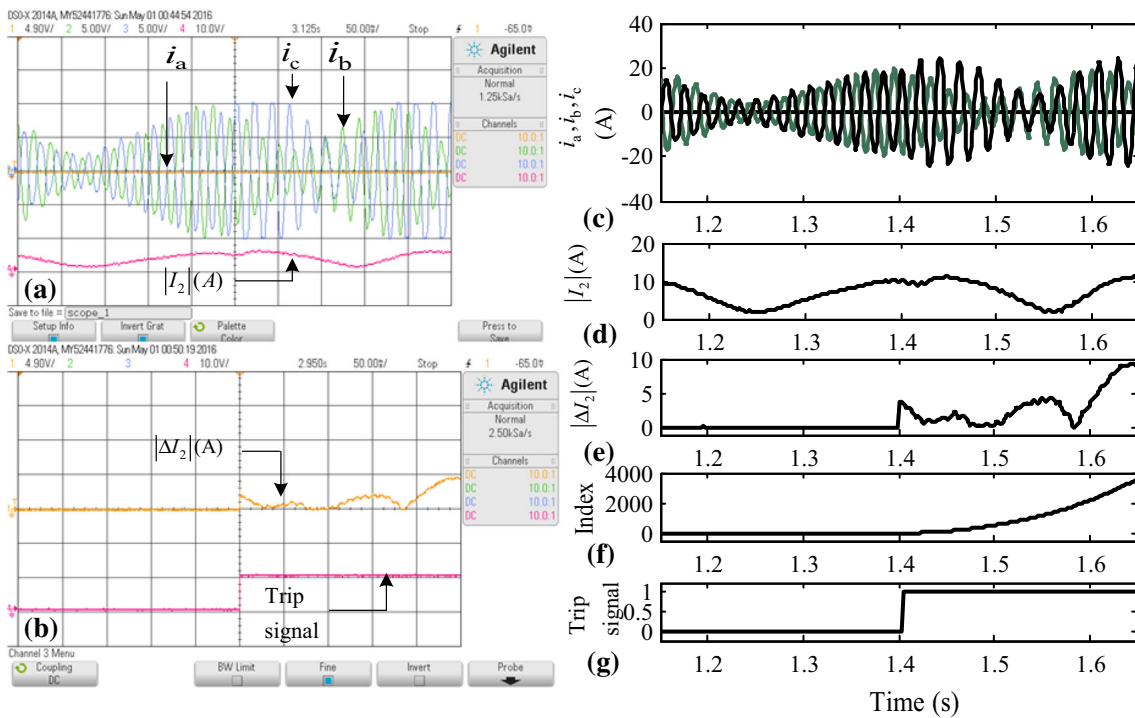 DSO-X 2014A, MY52441776: Sun May 01 00:44:54 2016
1 4.90V/ 2 5.00V/ 3 5.00V/ 4 10.0V/ 3.125s 50.00s/ Stop 1 -65.0
i_a i_c i_b
Agilent
Acquisition
Normal
1.25kSa/s
Channels
DC 10.0:1
DC 10.0:1
DC 10.0:1
DC 10.0:1
(a)
|I_2|(A)
Save to file = scope_1
Setup Info
Invert Grat
Palette
Color
Press to
Save
DSO-X 2014A, MY52441776: Sun May 01 00:50:19 2016
1 4.90V/ 2 3 4 10.0V/ 2.950s 50.00s/ Stop 1 -65.0
Agilent
Acquisition
Normal
2.50kSa/s
Channels
DC 10.0:1
DC 10.0:1
DC 10.0:1
DC 10.0:1
|ΔI_2|(A)
Trip
signal
(b)
Channel 3 Menu
Coupling
DC
BW Limit
Fine
Invert
Probe
i_a, i_b, i_c
(A)
40
20
0
-20
-40
(c)
1.2 1.3 1.4 1.5 1.6
|I_2|(A)
20
10
0
(d)
1.2 1.3 1.4 1.5 1.6
|ΔI_2|(A)
10
5
0
(e)
1.2 1.3 1.4 1.5 1.6
Index
4000
2000
0
(f)
1.2 1.3 1.4 1.5 1.6
Trip
signal
1
0.5
0
(g)
1.2 1.3 1.4 1.5 1.6
Time (s)